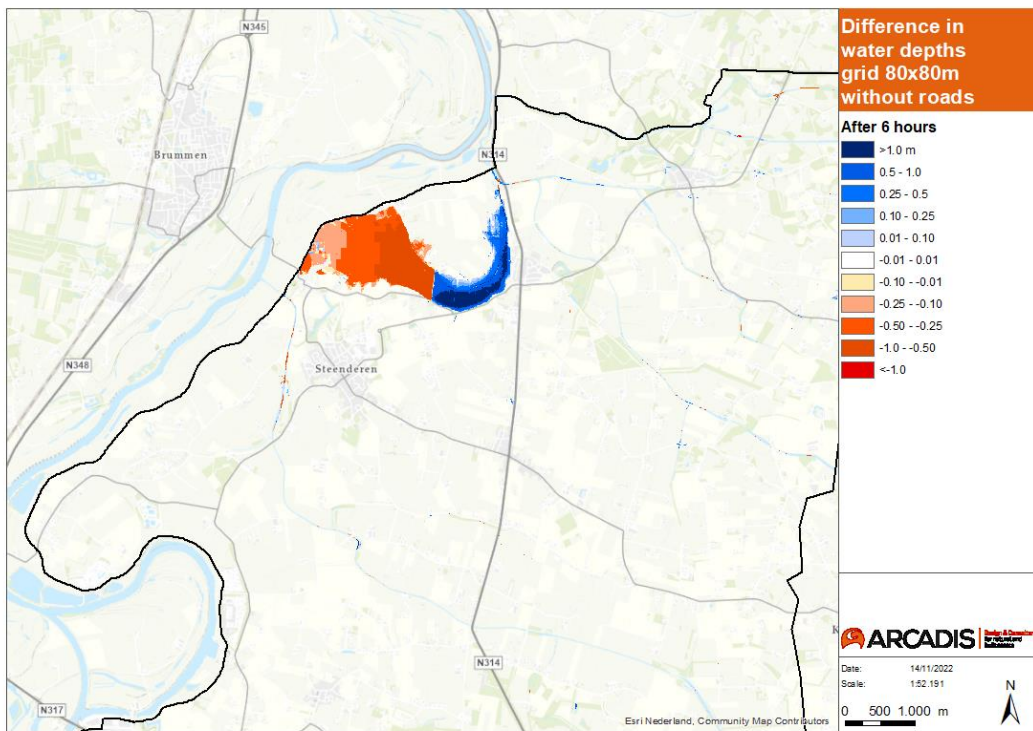 Difference in
water depths
grid 80x80m
without roads
After 6 hours
>1.0 m
0.5 - 1.0
0.25 - 0.5
0.10 - 0.25
0.01 - 0.10
-0.01 - 0.01
-0.10 - -0.01
-0.25 - -0.10
-0.50 - -0.25
-1.0 - -0.50
<-1.0
N345
Brummen
N314
N348
Steenderen
N314
N317
K
Esri Nederland, Community Map Contributors
ARCADIS
Date: 14/11/2022
Scale: 1:52.191
N
0 500 1.000 m